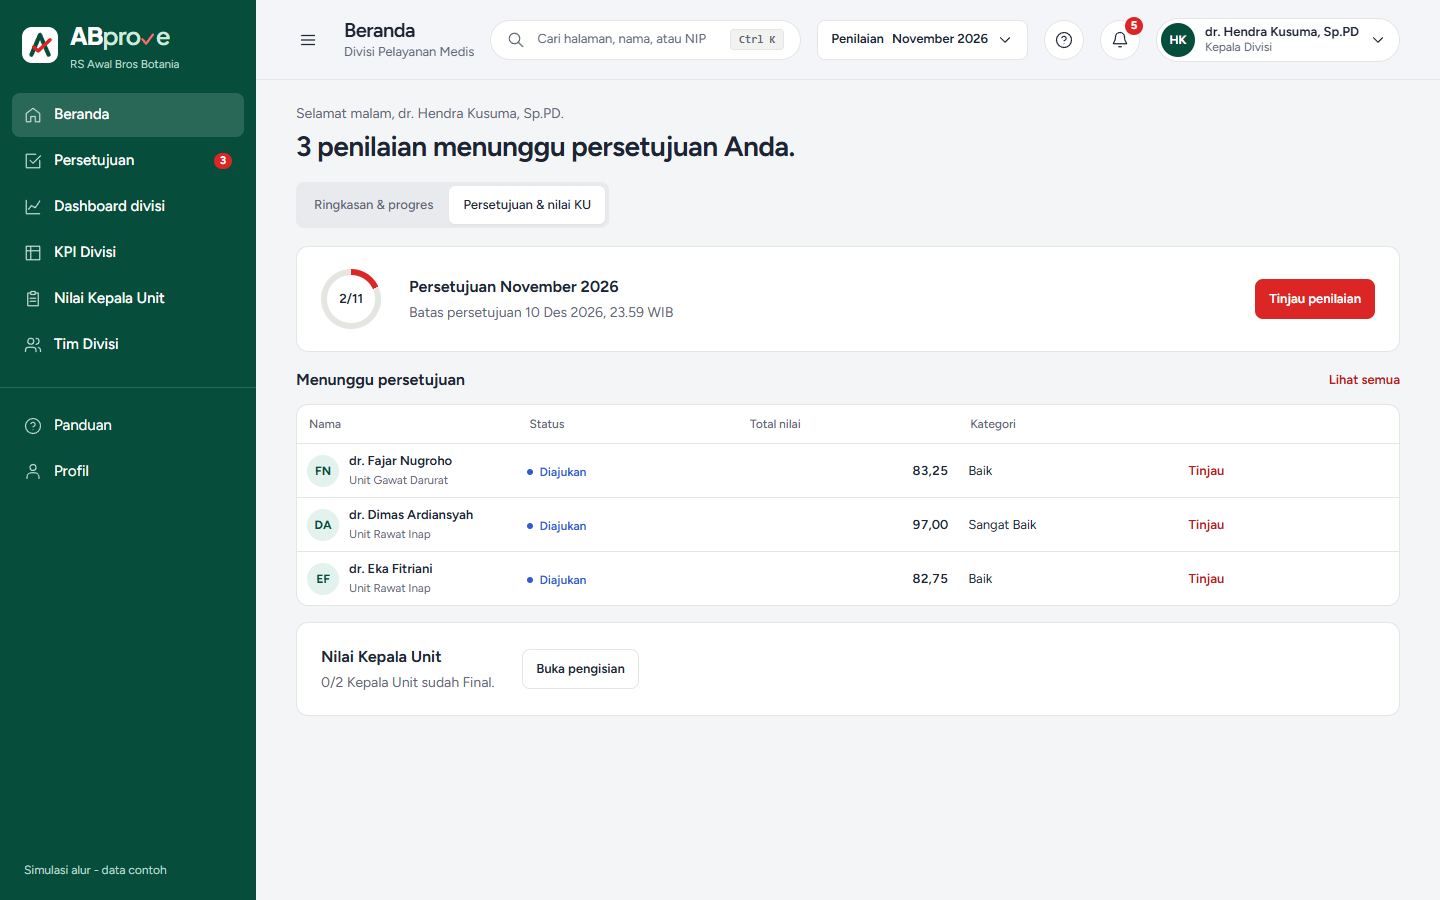 ABprove
RS Awal Bros Botania
Beranda
Persetujuan 3
Dashboard divisi
KPI Divisi
Nilai Kepala Unit
Tim Divisi
Panduan
Profil
Simulasi alur - data contoh
Beranda
Divisi Pelayanan Medis
Cari halaman, nama, atau NIP Ctrl K
Penilaian November 2026
5
HK
dr. Hendra Kusuma, Sp.PD
Kepala Divisi
Selamat malam, dr. Hendra Kusuma, Sp.PD.
3 penilaian menunggu persetujuan Anda.
Ringkasan & progres Persetujuan & nilai KU
2/11
Persetujuan November 2026
Batas persetujuan 10 Des 2026, 23.59 WIB
Tinjau penilaian
Menunggu persetujuan Lihat semua
Nama Status Total nilai Kategori
FN dr. Fajar Nugroho Diajukan 83,25 Baik Tinjau
Unit Gawat Darurat
DA dr. Dimas Ardiansyah Diajukan 97,00 Sangat Baik Tinjau
Unit Rawat Inap
EF dr. Eka Fitriani Diajukan 82,75 Baik Tinjau
Unit Rawat Inap
Nilai Kepala Unit
0/2 Kepala Unit sudah Final.
Buka pengisian